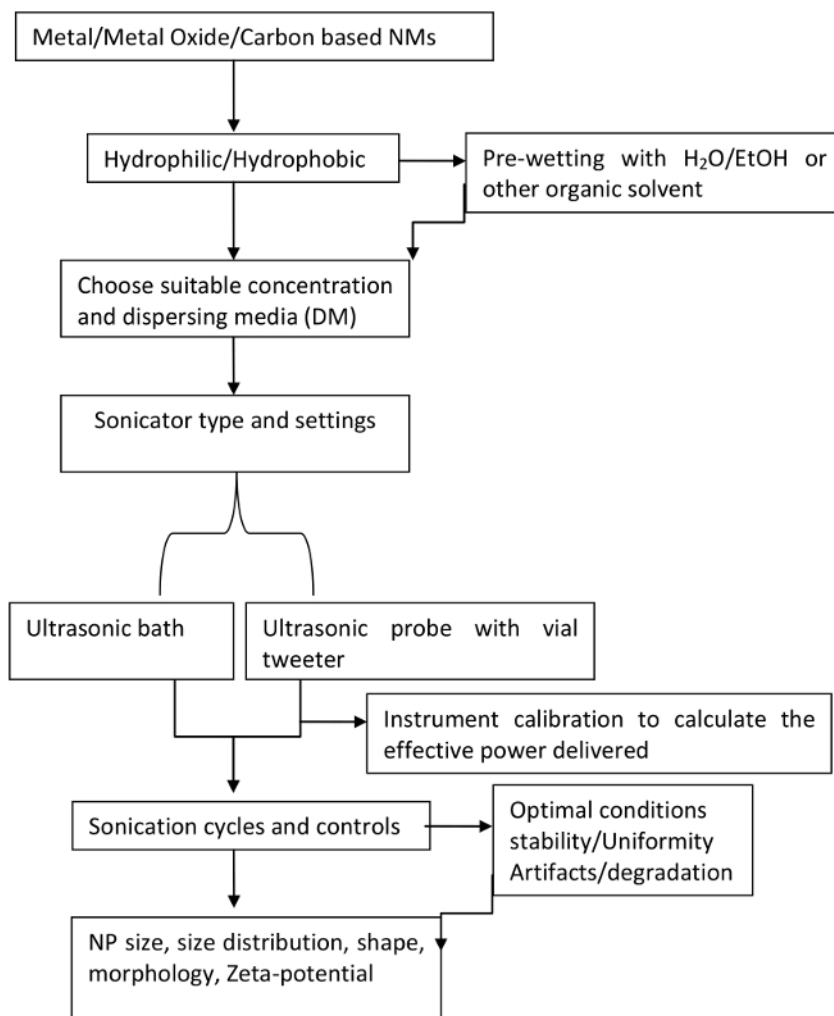 Metal/Metal Oxide/Carbon based NMs
Hydrophilic/Hydrophobic
Pre-wetting with H₂O/EtOH or
other organic solvent
Choose suitable concentration
and dispersing media (DM)
Sonicator type and settings
Ultrasonic bath
Ultrasonic probe with vial
tweeter
Instrument calibration to calculate the
effective power delivered
Sonication cycles and controls
Optimal conditions
stability/Uniformity
Artifacts/degradation
NP size, size distribution, shape,
morphology, Zeta-potential